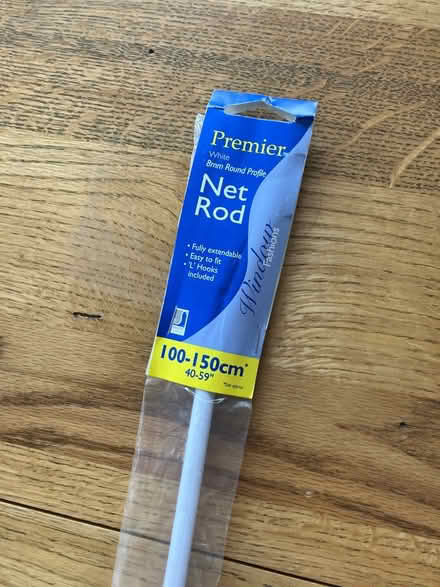 Premier
White
8mm Round Profile
Net
Rod
• Fully extendable
• Easy to fit
• 'L' Hooks
included
Window
Fashions
100-150cm*
40-59"